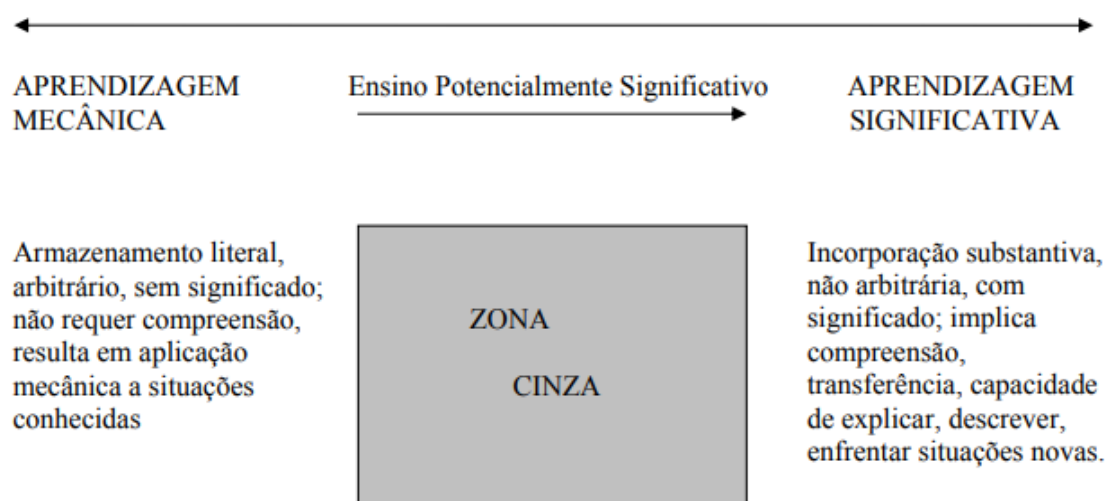 APRENDIZAGEM
MECÂNICA
Ensino Potencialmente Significativo
APRENDIZAGEM
SIGNIFICATIVA
Armazenamento literal,
arbitrário, sem significado;
não requer compreensão,
resulta em aplicação
mecânica a situações
conhecidas
ZONA
CINZA
Incorporação substantiva,
não arbitrária, com
significado; implica
compreensão,
transferência, capacidade
de explicar, descrever,
enfrentar situações novas.